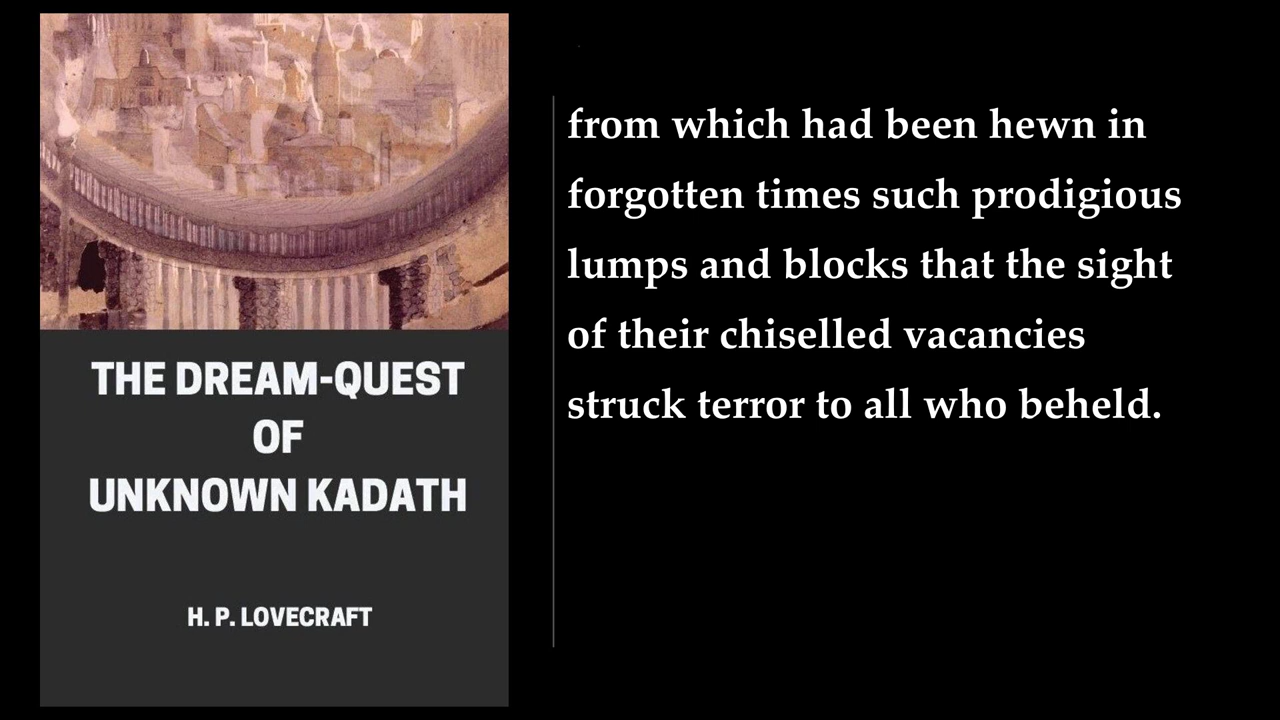 THE DREAM-QUEST
OF
UNKNOWN KADATH
H. P. LOVECRAFT
from which had been hewn in
forgotten times such prodigious
lumps and blocks that the sight
of their chiselled vacancies
struck terror to all who beheld.